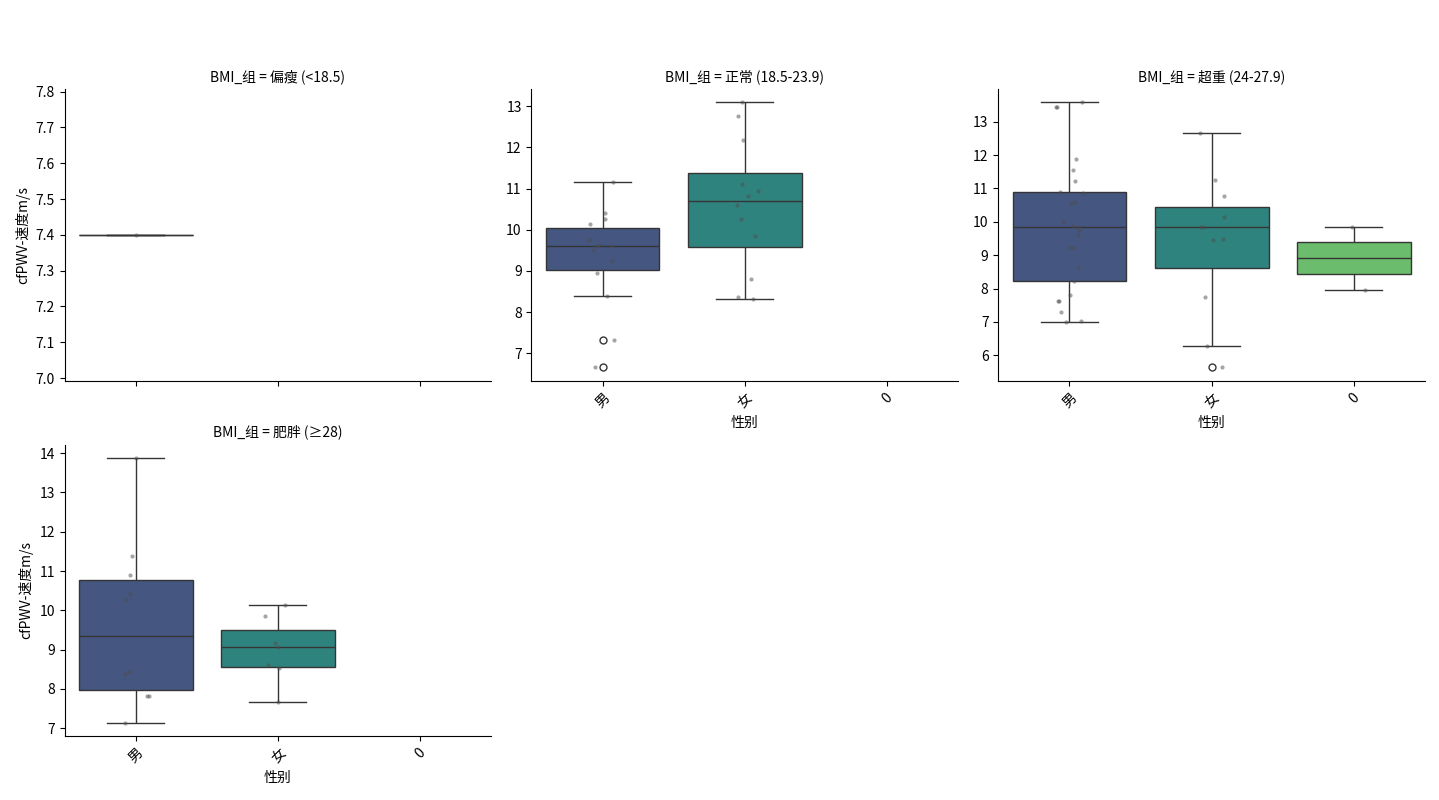 BMI_组 = 偏瘦 (<18.5)
7.8
7.7
7.6
7.5
7.4
7.3
7.2
7.1
7.0
cfPWV-速度m/s
BMI_组 = 正常 (18.5-23.9)
13
12
11
10
9
8
7
男
女
0
性别
BMI_组 = 超重 (24-27.9)
13
12
11
10
9
8
7
6
男
女
0
性别
BMI_组 = 肥胖 (≥28)
14
13
12
11
10
9
8
7
cfPWV-速度m/s
男
女
0
性别